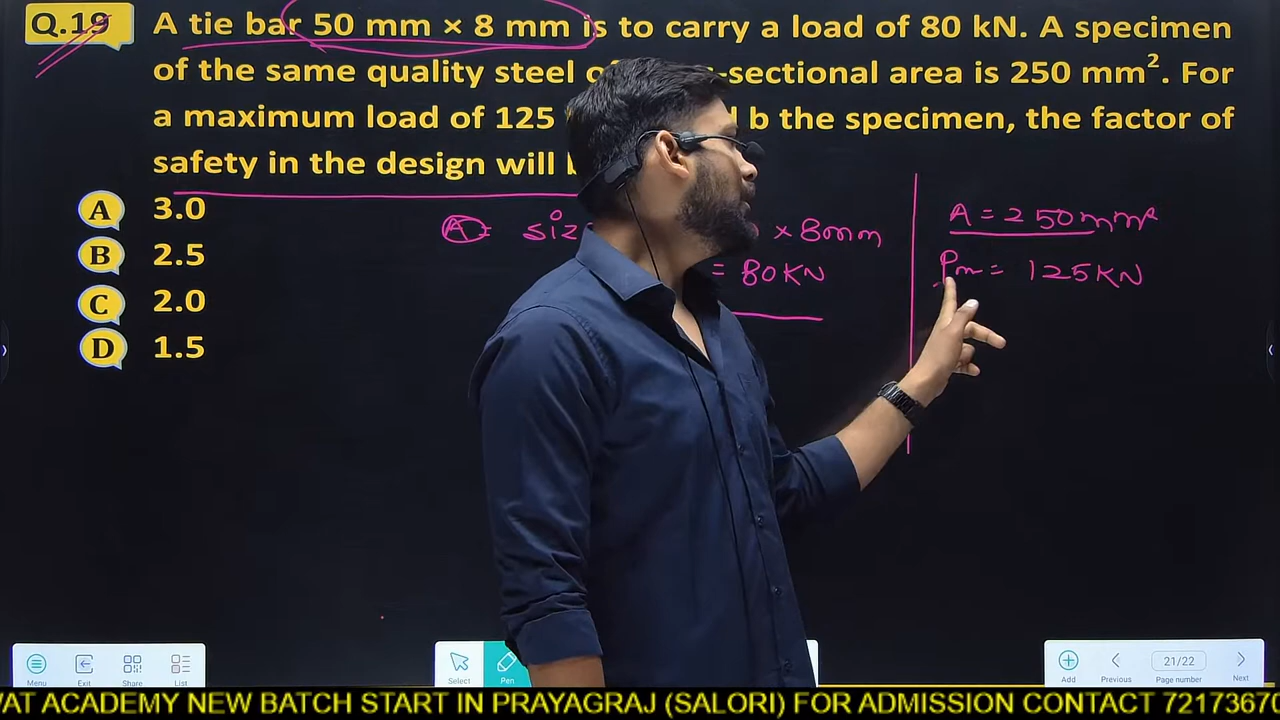 Q.19 A tie bar 50 mm × 8 mm is to carry a load of 80 kN. A specimen
of the same quality steel -sectional area is 250 mm². For
a maximum load of 125 b the specimen, the factor of
safety in the design will
A 3.0
B 2.5
C 2.0
D 1.5
A = × 8mm
= 80KN
A = 250mm²
Pm = 125KN
Menu Exit Share List Select Pen Add Previous 21/22 Page number Next
VAT ACADEMY NEW BATCH START IN PRAYAGRAJ (SALORI) FOR ADMISSION CONTACT 7217367